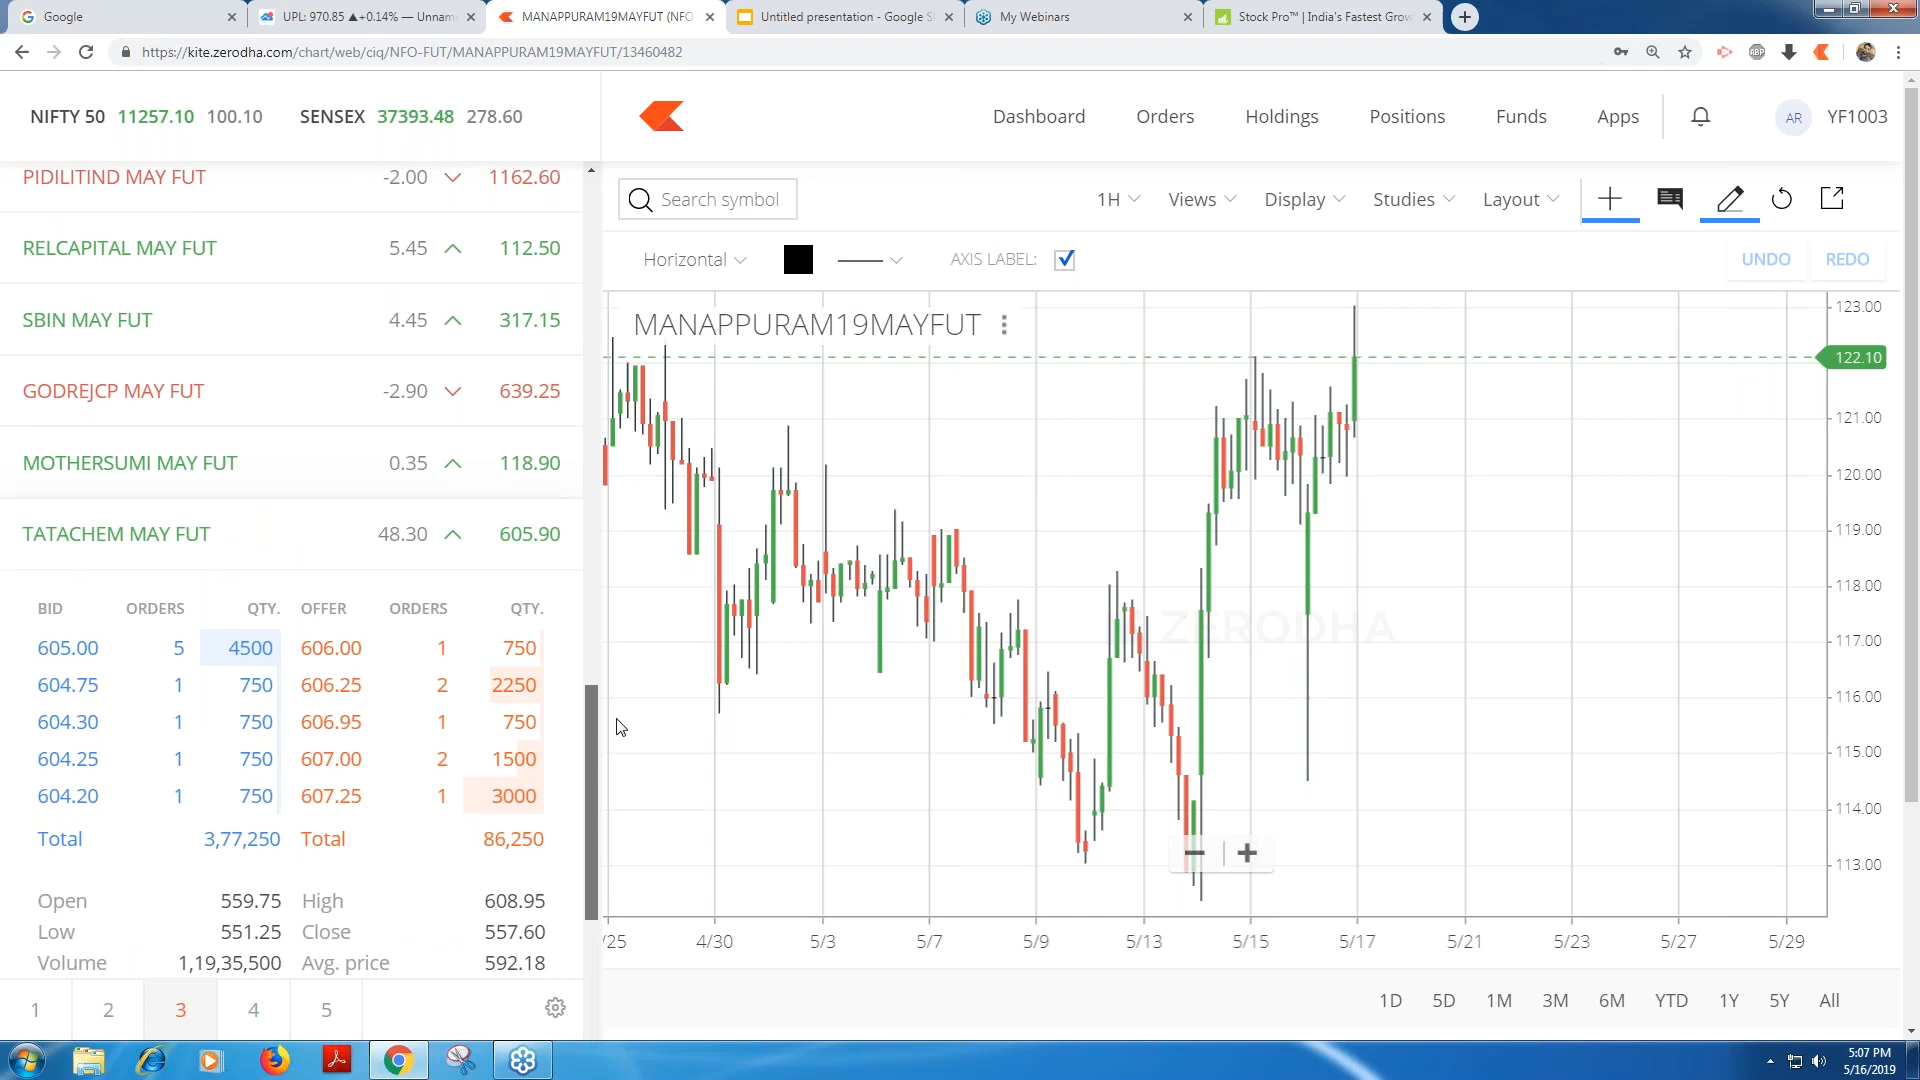 Google
UPL: 970.85 ▲+0.14% — Unnam
MANAPPURAM19MAYFUT (NFO
Untitled presentation - Google S
My Webinars
Stock Pro™ | India's Fastest Grow
https://kite.zerodha.com/chart/web/ciq/NFO-FUT/MANAPPURAM19MAYFUT/13460482
ABP
NIFTY 50 11257.10 100.10 SENSEX 37393.48 278.60
Dashboard Orders Holdings Positions Funds Apps AR YF1003
PIDILITIND MAY FUT -2.00 1162.60
RELCAPITAL MAY FUT 5.45 112.50
SBIN MAY FUT 4.45 317.15
GODREJCP MAY FUT -2.90 639.25
MOTHERSUMI MAY FUT 0.35 118.90
TATACHEM MAY FUT 48.30 605.90
BID ORDERS QTY. OFFER ORDERS QTY.
605.00 5 4500 606.00 1 750
604.75 1 750 606.25 2 2250
604.30 1 750 606.95 1 750
604.25 1 750 607.00 2 1500
604.20 1 750 607.25 1 3000
Total 3,77,250 Total 86,250
Open 559.75 High 608.95
Low 551.25 Close 557.60
Volume 1,19,35,500 Avg. price 592.18
1 2 3 4 5
Search symbol
1H Views Display Studies Layout
Horizontal AXIS LABEL: UNDO REDO
MANAPPURAM19MAYFUT
ZERODHA
123.00
122.10
121.00
120.00
119.00
118.00
117.00
116.00
115.00
114.00
113.00
/25 4/30 5/3 5/7 5/9 5/13 5/15 5/17 5/21 5/23 5/27 5/29
1D 5D 1M 3M 6M YTD 1Y 5Y All
5:07 PM
5/16/2019